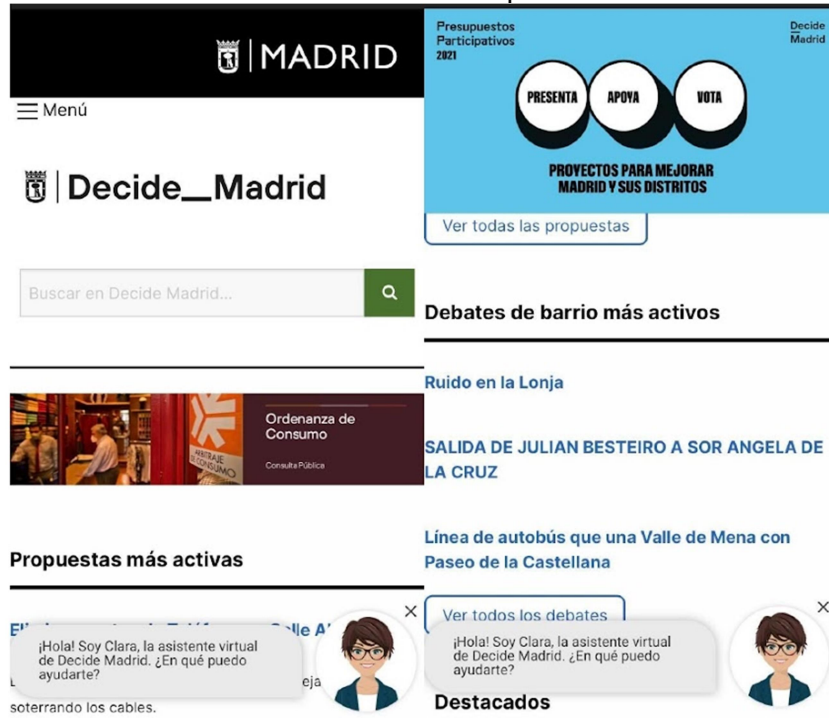 MADRID
Menú
Decide_Madrid
Buscar en Decide Madrid...
Ordenanza de
Consumo
Consulta Pública
ARBITRAJE
DE CONSUMO
Propuestas más activas
¡Hola! Soy Clara, la asistente virtual
de Decide Madrid. ¿En qué puedo
ayudarte?
soterrando los cables.
Presupuestos
Participativos
2021
Decide
Madrid
PRESENTA
APOYA
VOTA
PROYECTOS PARA MEJORAR
MADRID Y SUS DISTRITOS
Ver todas las propuestas
Debates de barrio más activos
Ruido en la Lonja
SALIDA DE JULIAN BESTEIRO A SOR ANGELA DE
LA CRUZ
Línea de autobús que una Valle de Mena con
Paseo de la Castellana
Ver todos los debates
¡Hola! Soy Clara, la asistente virtual
de Decide Madrid. ¿En qué puedo
ayudarte?
Destacados